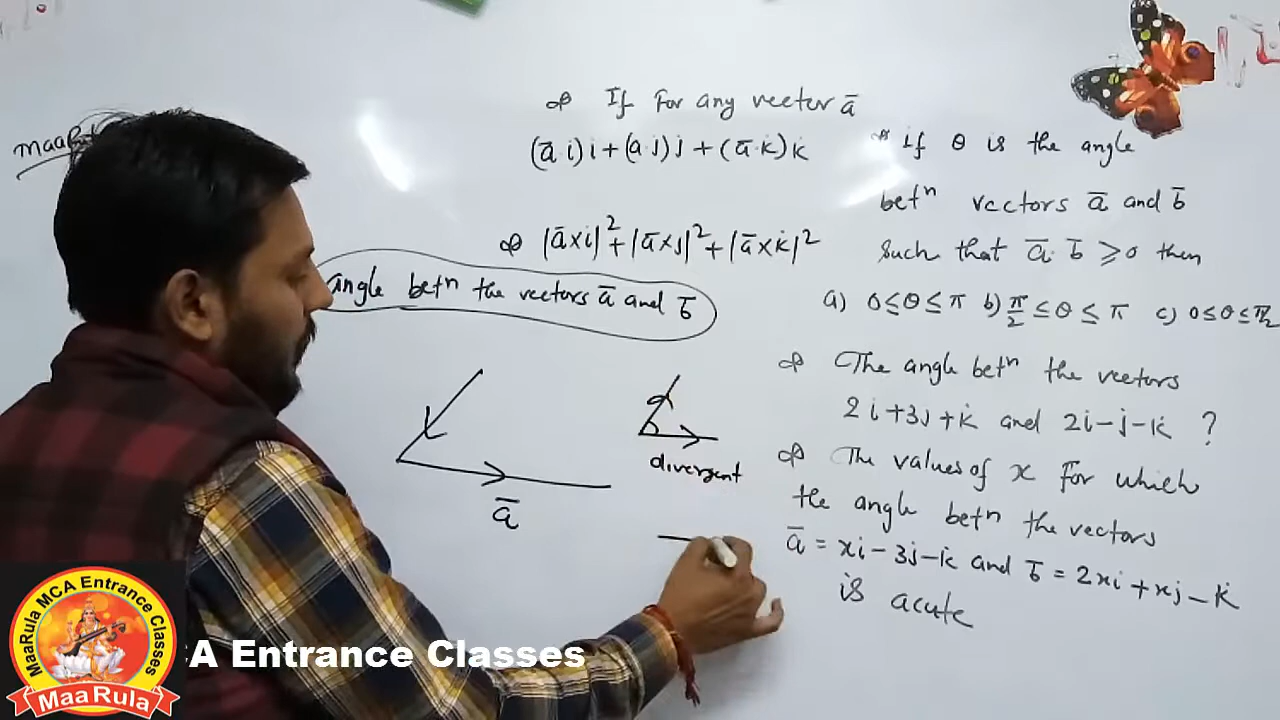 ∞ If For any vector a̅
(a̅.i)i+(a.j)j+(a̅.k)k
∞ |a̅×i|²+|a̅×j|²+|a̅×k|²
angle betⁿ the vectors a̅ and b̅
a̅
divergent
* if θ is the angle
betⁿ vectors a̅ and b̅
such that a̅.b̅ ⩾0 then
a) 0≤θ≤π b) π/2≤θ≤π c) 0≤θ≤π/2
∞ The angle betⁿ the vectors
2i+3j+k and 2i-j-k ?
∞ The values of x For which
the angle betⁿ the vectors
a̅ = xi-3j-k and b̅ = 2xi+xj-k
is acute
MaaRula MCA Entrance Classes
MaaRula
CA Entrance Classes